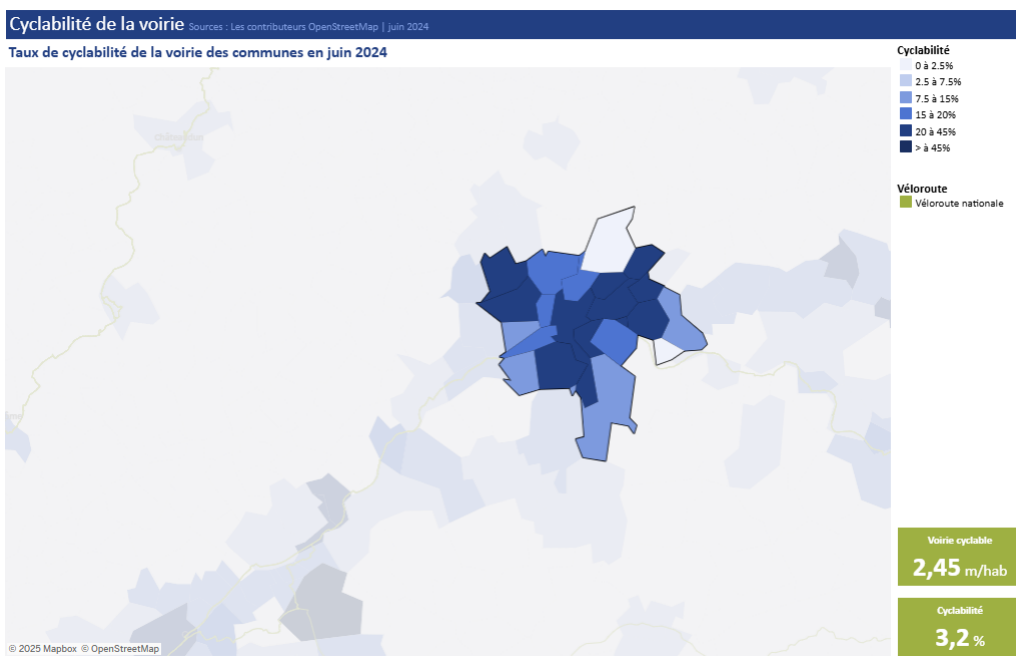 Cyclabilité de la voirie Sources : Les contributeurs OpenStreetMap | juin 2024
Taux de cyclabilité de la voirie des communes en juin 2024
Cyclabilité
0 à 2.5%
2.5 à 7.5%
7.5 à 15%
15 à 20%
20 à 45%
> à 45%
Véloroute
Véloroute nationale
Voirie cyclable
2,45 m/hab
Cyclabilité
3,2 %
© 2025 Mapbox © OpenStreetMap